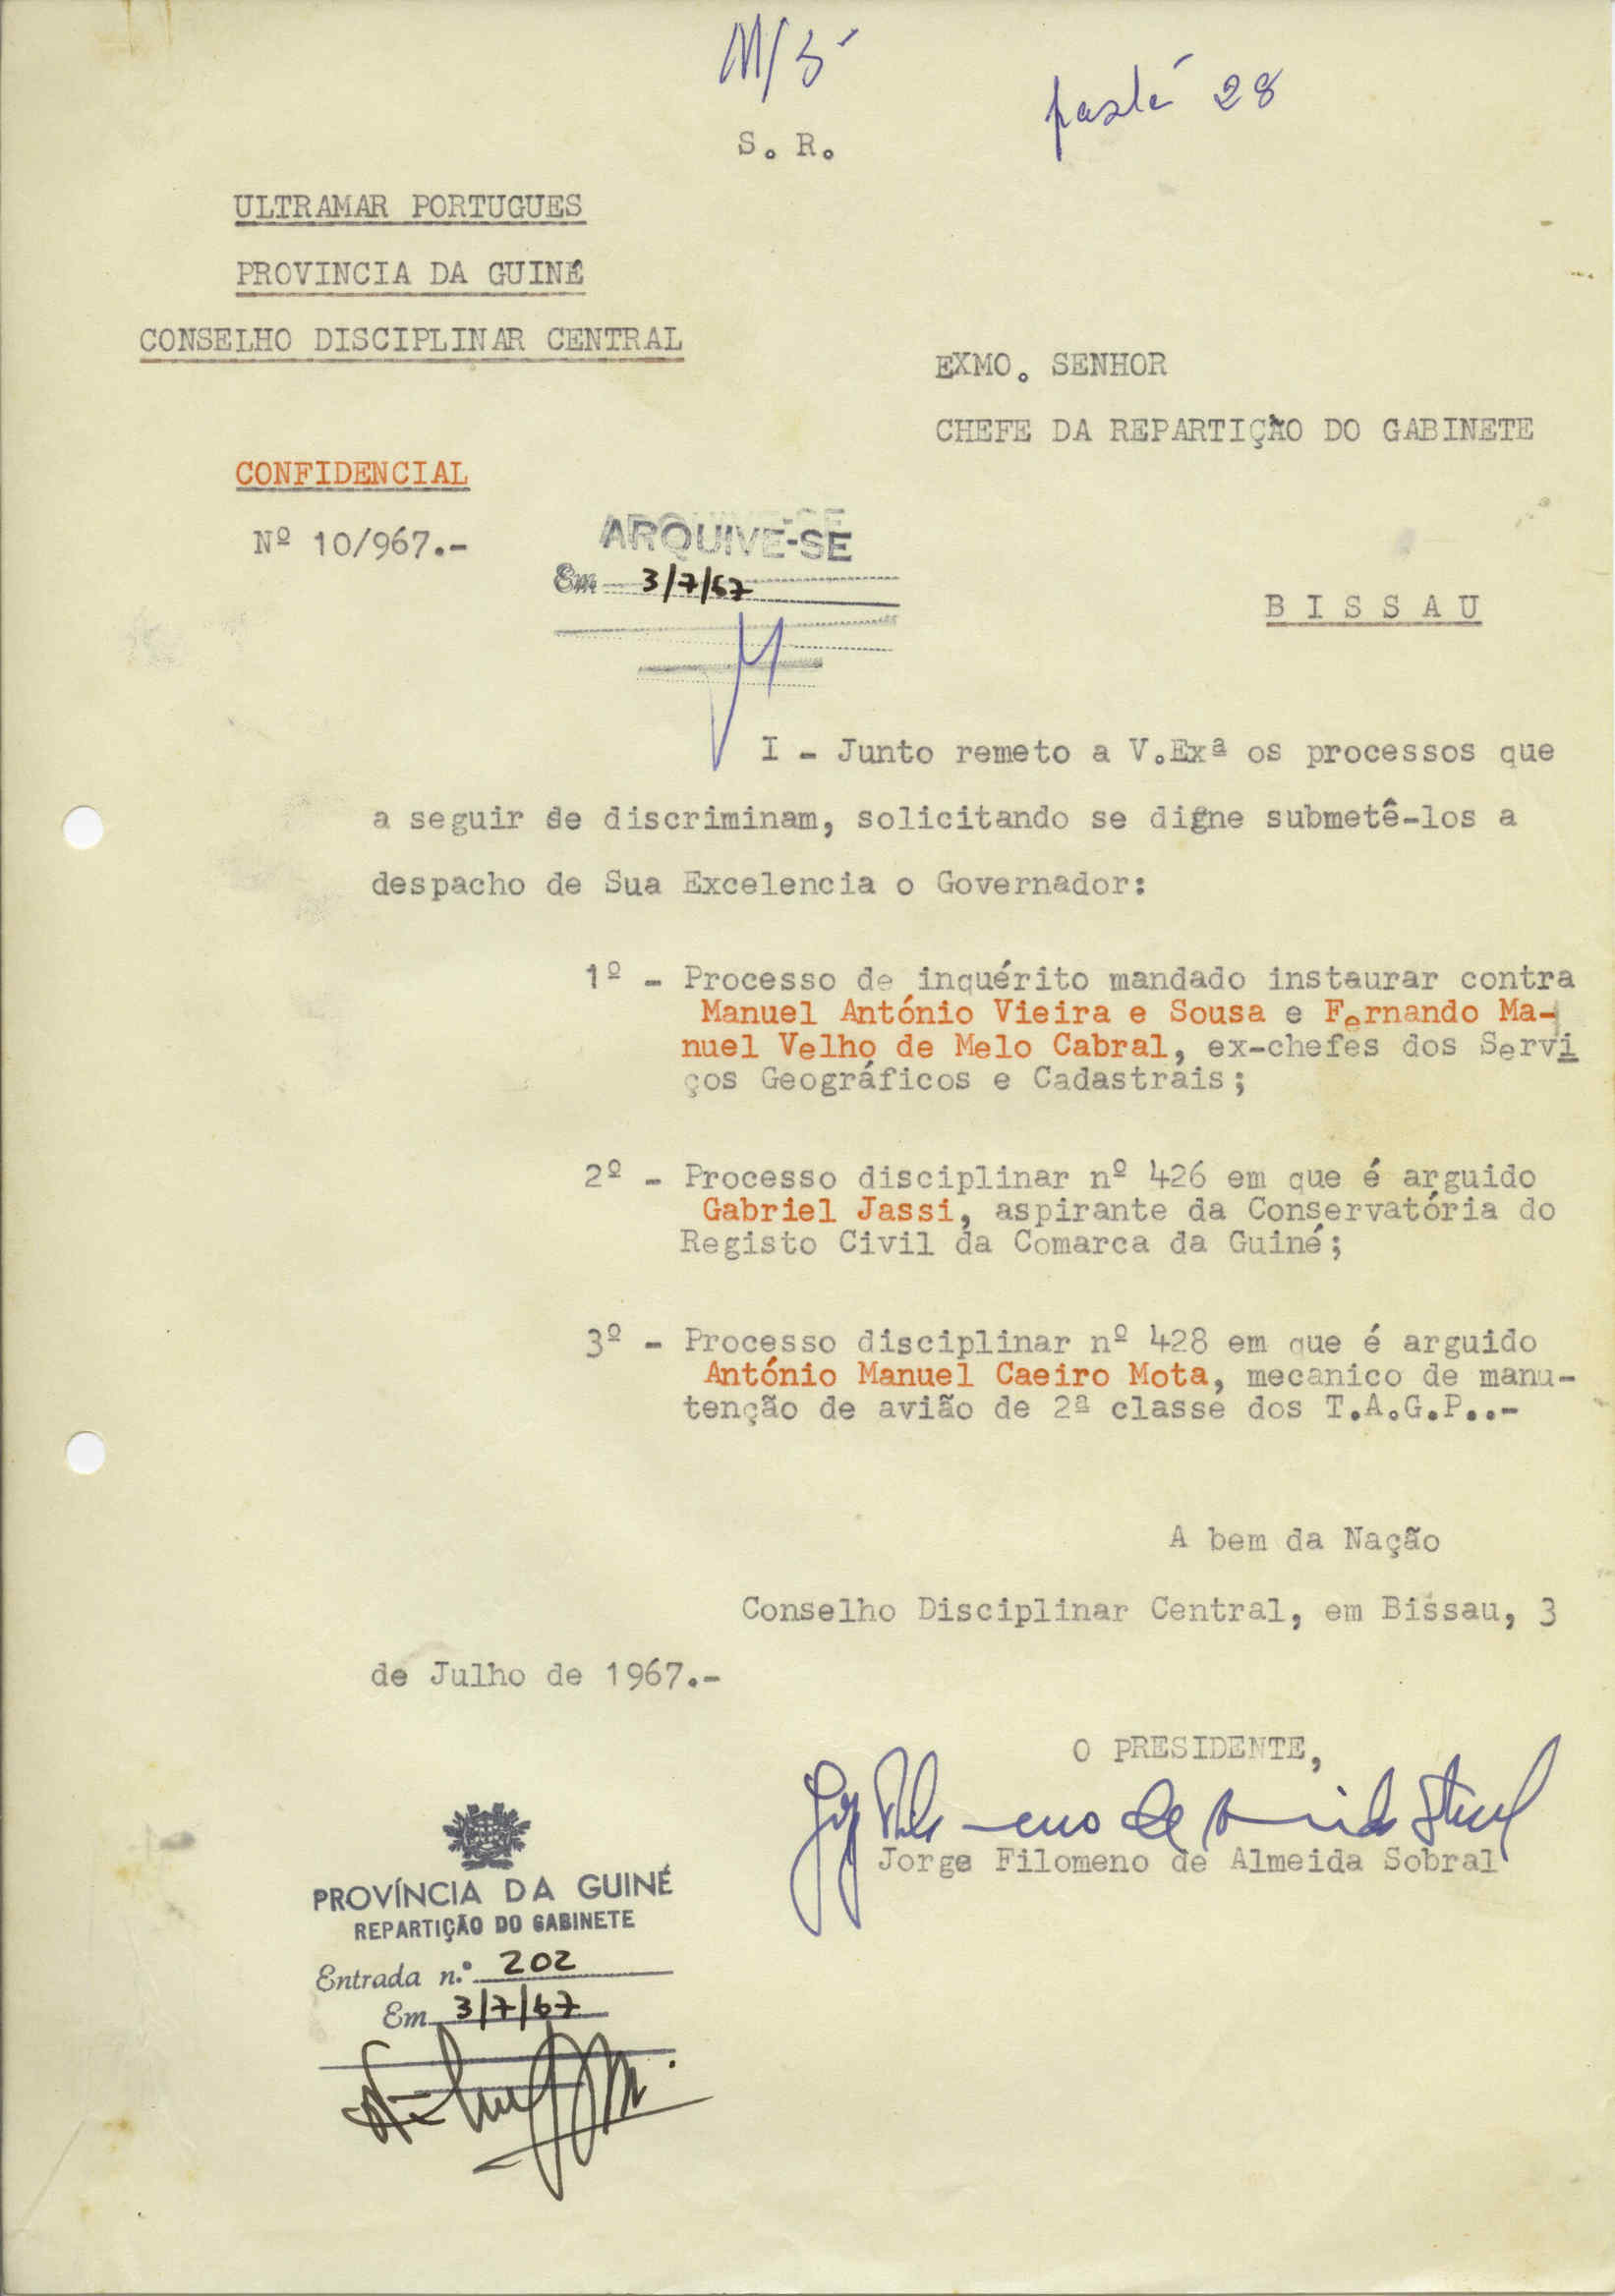 M/5
pasta 28
S. R.
ULTRAMAR PORTUGUES
PROVINCIA DA GUINÉ
CONSELHO DISCIPLINAR CENTRAL
EXMO. SENHOR
CHEFE DA REPARTIÇÃO DO GABINETE
CONFIDENCIAL
Nº 10/967.-
ARQUIVE-SE
Em 3/7/67
B I S S A U
I - Junto remeto a V.Exª os processos que
a seguir se discriminam, solicitando se digne submetê-los a
despacho de Sua Excelencia o Governador:
1º - Processo de inquérito mandado instaurar contra
Manuel António Vieira e Sousa e Fernando Ma-
nuel Velho de Melo Cabral, ex-chefes dos Servi
ços Geográficos e Cadastrais;
2º - Processo disciplinar nº 426 em que é arguido
Gabriel Jassi, aspirante da Conservatória do
Registo Civil da Comarca da Guiné;
3º - Processo disciplinar nº 428 em que é arguido
António Manuel Caeiro Mota, mecanico de manu-
tenção de avião de 2ª classe dos T.A.G.P..-
A bem da Nação
Conselho Disciplinar Central, em Bissau, 3
de Julho de 1967.-
O PRESIDENTE,
Jorge Filomeno de Almeida Sobral
PROVÍNCIA DA GUINÉ
REPARTIÇÃO DO GABINETE
Entrada n.º 202
Em 3/7/67